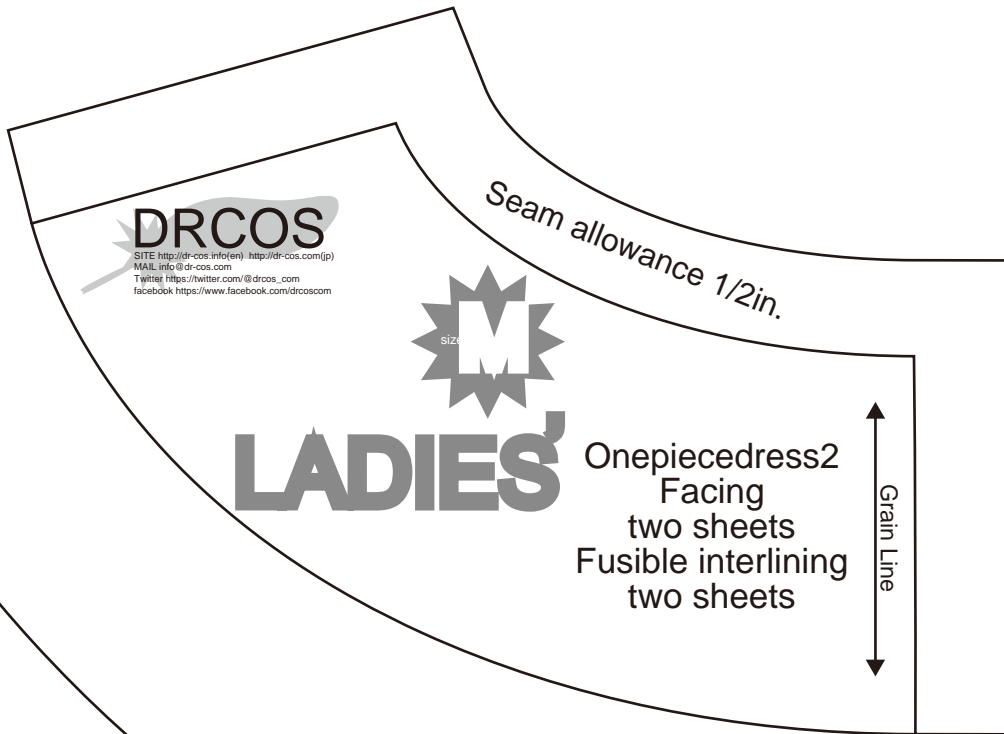 DRCOS
SITE http://dr-cos.info(en) http://dr-cos.com(jp)
MAIL info@dr-cos.com
Twitter https://twitter.com/@drcos_com
facebook https://www.facebook.com/drcoscom
Seam allowance 1/2in.
size M
LADIES’
Onepiecedress2
Facing
two sheets
Fusible interlining
two sheets
Grain Line